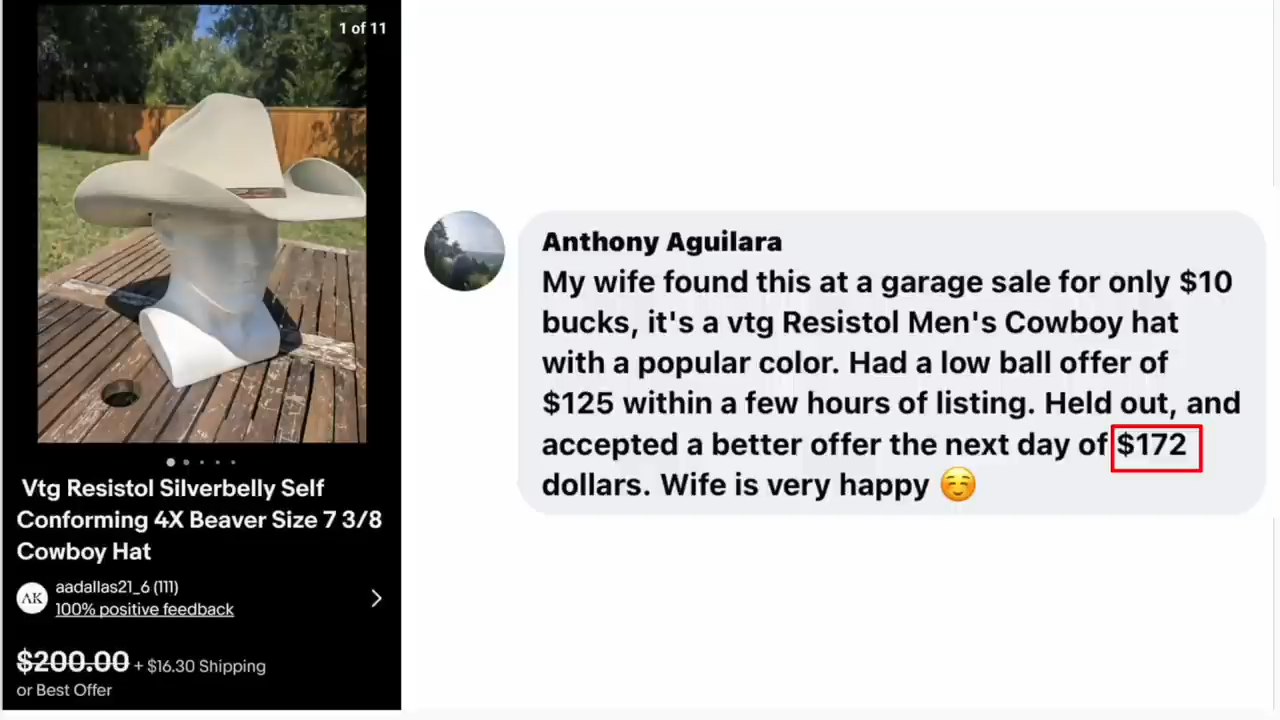 1 of 11
Vtg Resistol Silverbelly Self
Conforming 4X Beaver Size 7 3/8
Cowboy Hat
AK
aadallas21_6 (111)
100% positive feedback
$200.00 + $16.30 Shipping
or Best Offer
Anthony Aguilara
My wife found this at a garage sale for only $10
bucks, it's a vtg Resistol Men's Cowboy hat
with a popular color. Had a low ball offer of
$125 within a few hours of listing. Held out, and
accepted a better offer the next day of $172
dollars. Wife is very happy ☺️